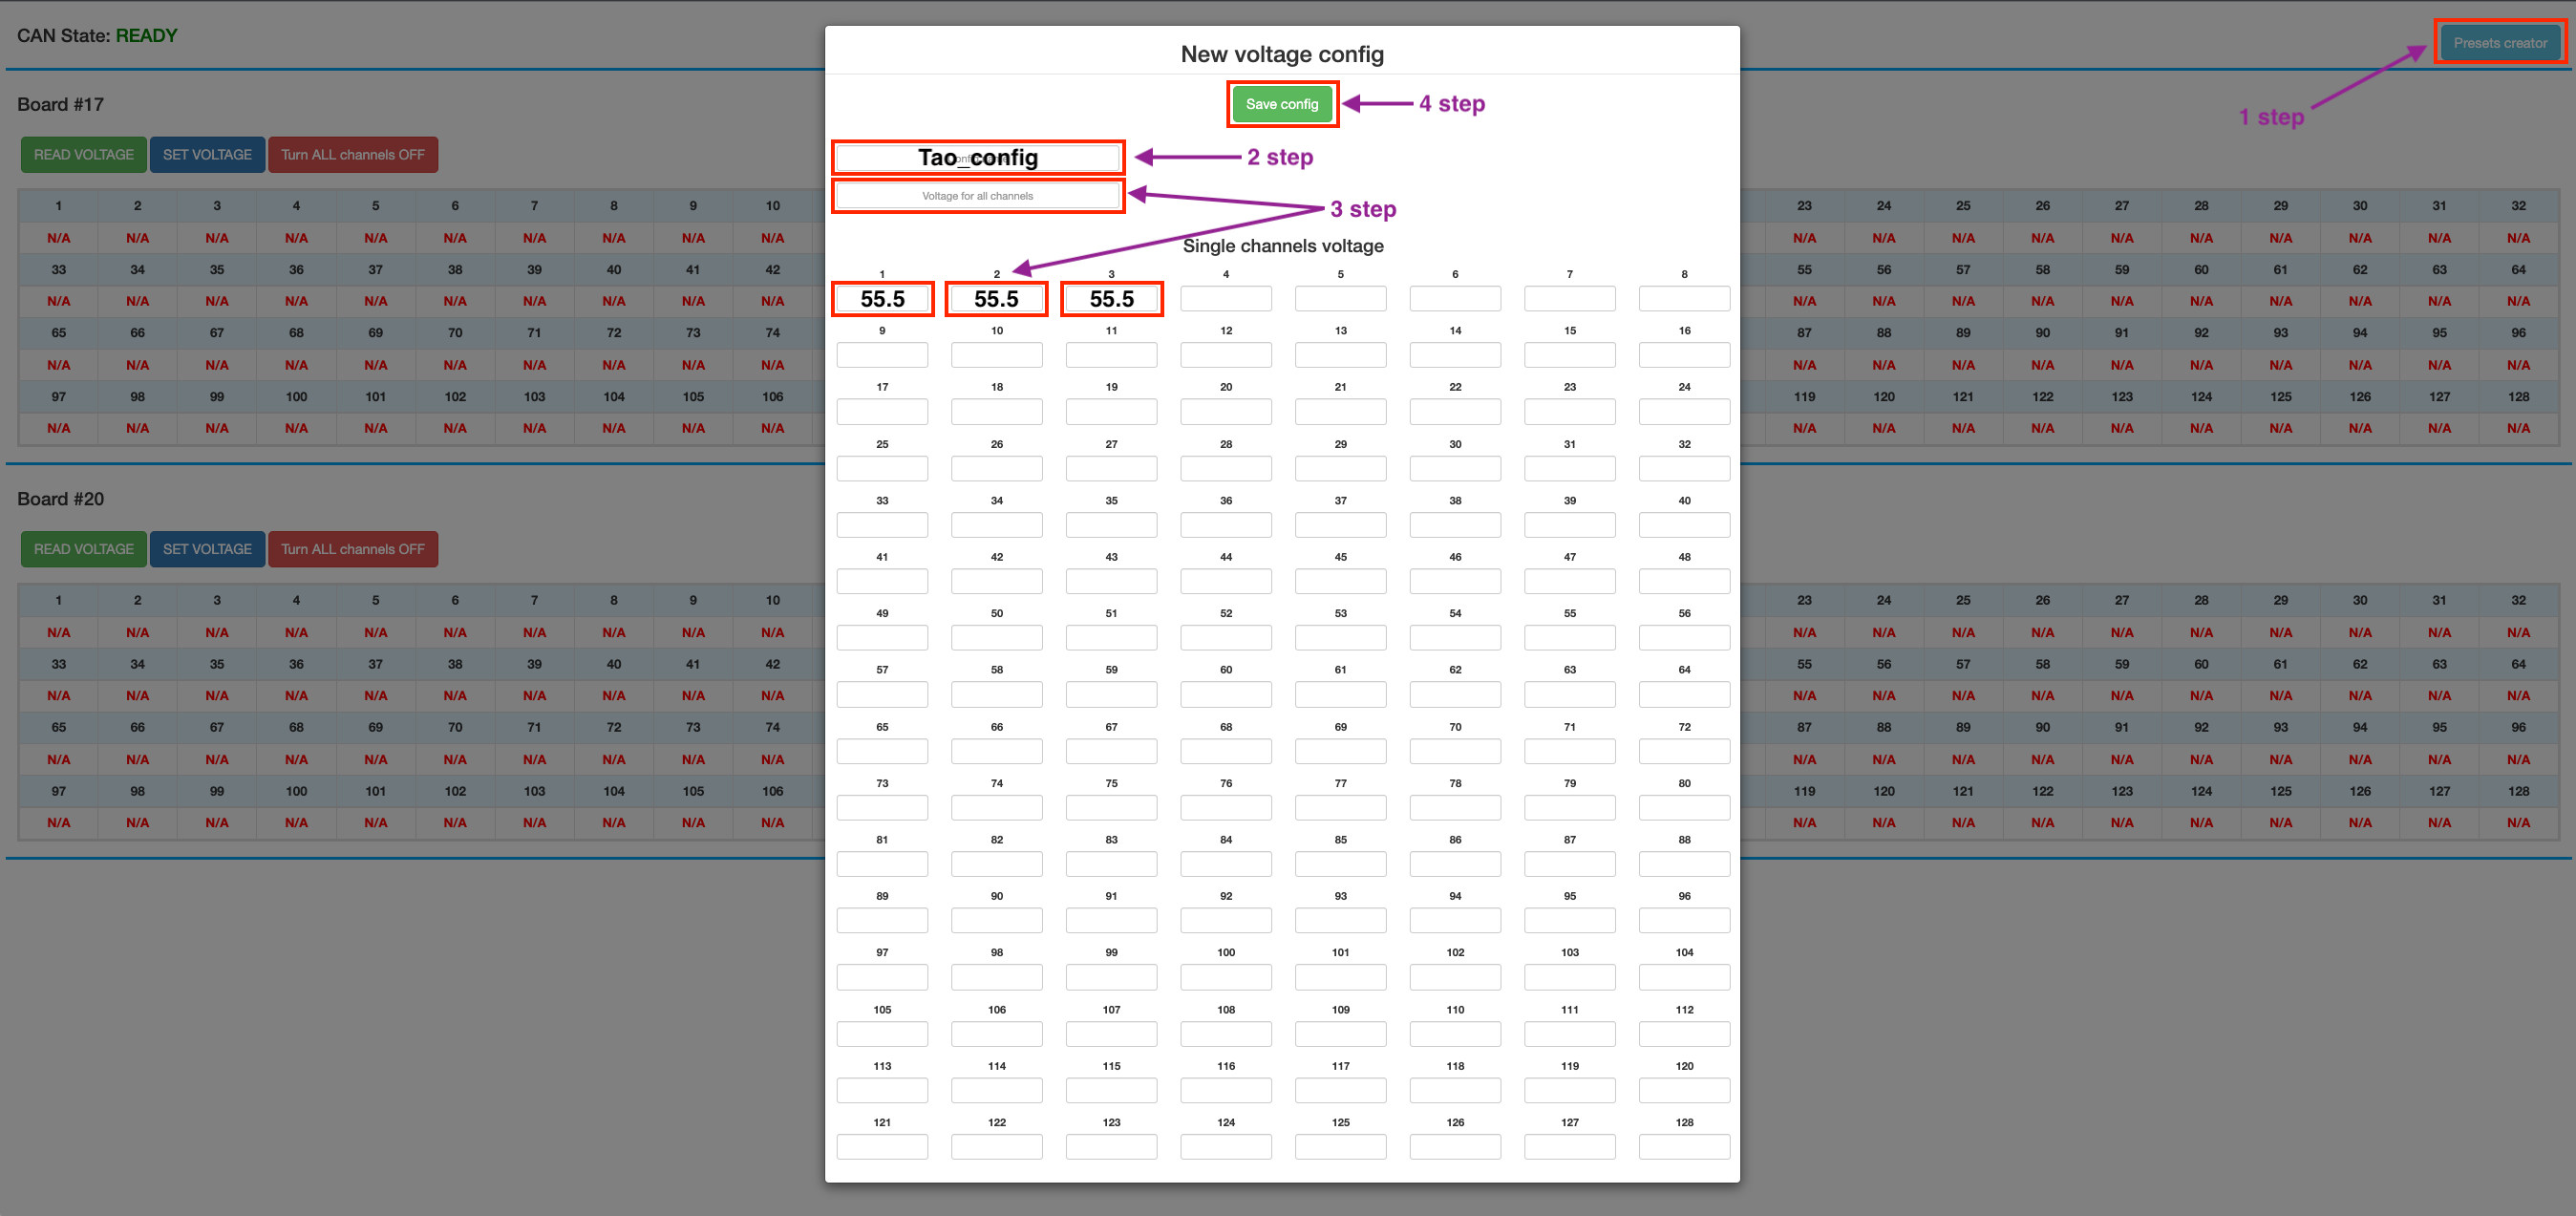 CAN State: READY
Presets creator
1 step
Board #17
READ VOLTAGE SET VOLTAGE Turn ALL channels OFF
1 2 3 4 5 6 7 8 9 10 23 24 25 26 27 28 29 30 31 32
N/A N/A N/A N/A N/A N/A N/A N/A N/A N/A N/A N/A N/A N/A N/A N/A N/A N/A N/A N/A
33 34 35 36 37 38 39 40 41 42 55 56 57 58 59 60 61 62 63 64
N/A N/A N/A N/A N/A N/A N/A N/A N/A N/A N/A N/A N/A N/A N/A N/A N/A N/A N/A N/A
65 66 67 68 69 70 71 72 73 74 87 88 89 90 91 92 93 94 95 96
N/A N/A N/A N/A N/A N/A N/A N/A N/A N/A N/A N/A N/A N/A N/A N/A N/A N/A N/A N/A
97 98 99 100 101 102 103 104 105 106 119 120 121 122 123 124 125 126 127 128
N/A N/A N/A N/A N/A N/A N/A N/A N/A N/A N/A N/A N/A N/A N/A N/A N/A N/A N/A N/A
Board #20
READ VOLTAGE SET VOLTAGE Turn ALL channels OFF
1 2 3 4 5 6 7 8 9 10 23 24 25 26 27 28 29 30 31 32
N/A N/A N/A N/A N/A N/A N/A N/A N/A N/A N/A N/A N/A N/A N/A N/A N/A N/A N/A N/A
33 34 35 36 37 38 39 40 41 42 55 56 57 58 59 60 61 62 63 64
N/A N/A N/A N/A N/A N/A N/A N/A N/A N/A N/A N/A N/A N/A N/A N/A N/A N/A N/A N/A
65 66 67 68 69 70 71 72 73 74 87 88 89 90 91 92 93 94 95 96
N/A N/A N/A N/A N/A N/A N/A N/A N/A N/A N/A N/A N/A N/A N/A N/A N/A N/A N/A N/A
97 98 99 100 101 102 103 104 105 106 119 120 121 122 123 124 125 126 127 128
N/A N/A N/A N/A N/A N/A N/A N/A N/A N/A N/A N/A N/A N/A N/A N/A N/A N/A N/A N/A
New voltage config
Save config 4 step
Tao_config 2 step
Voltage for all channels
3 step
Single channels voltage
1 2 3 4 5 6 7 8
55.5 55.5 55.5
9 10 11 12 13 14 15 16
17 18 19 20 21 22 23 24
25 26 27 28 29 30 31 32
33 34 35 36 37 38 39 40
41 42 43 44 45 46 47 48
49 50 51 52 53 54 55 56
57 58 59 60 61 62 63 64
65 66 67 68 69 70 71 72
73 74 75 76 77 78 79 80
81 82 83 84 85 86 87 88
89 90 91 92 93 94 95 96
97 98 99 100 101 102 103 104
105 106 107 108 109 110 111 112
113 114 115 116 117 118 119 120
121 122 123 124 125 126 127 128